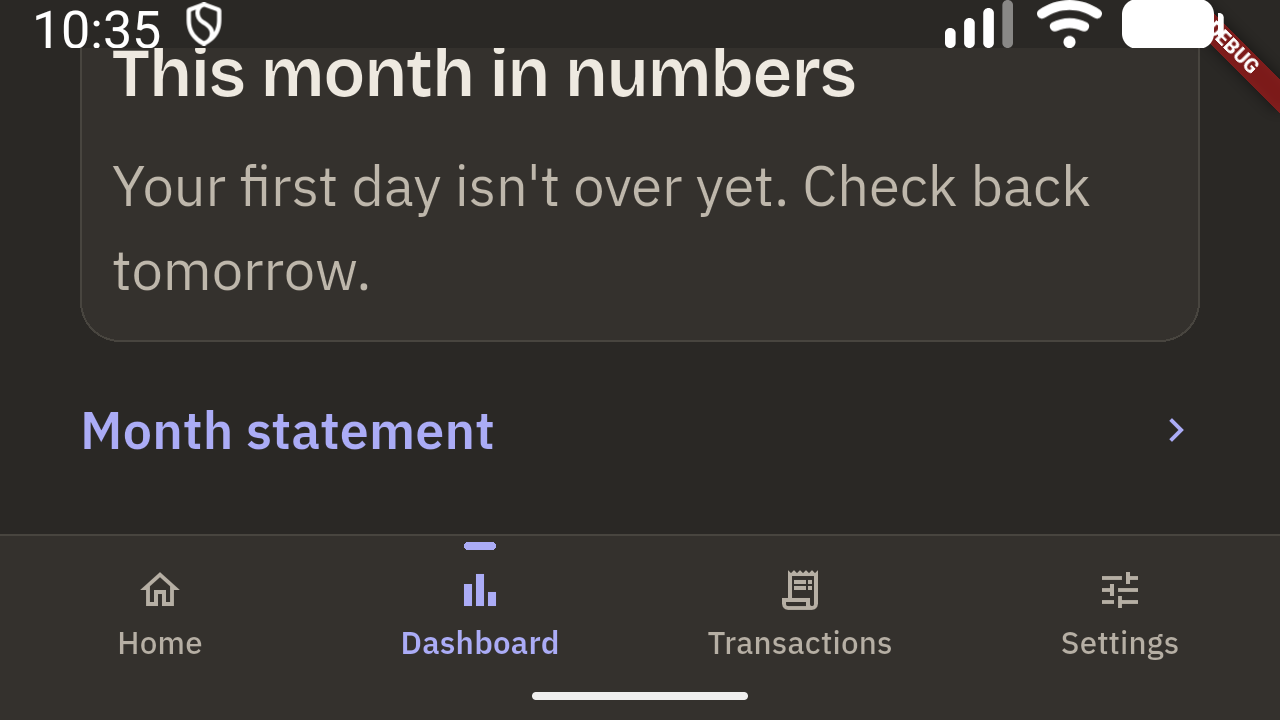 10:35
DEBUG
This month in numbers
Your first day isn't over yet. Check back
tomorrow.
Month statement
Home
Dashboard
Transactions
Settings